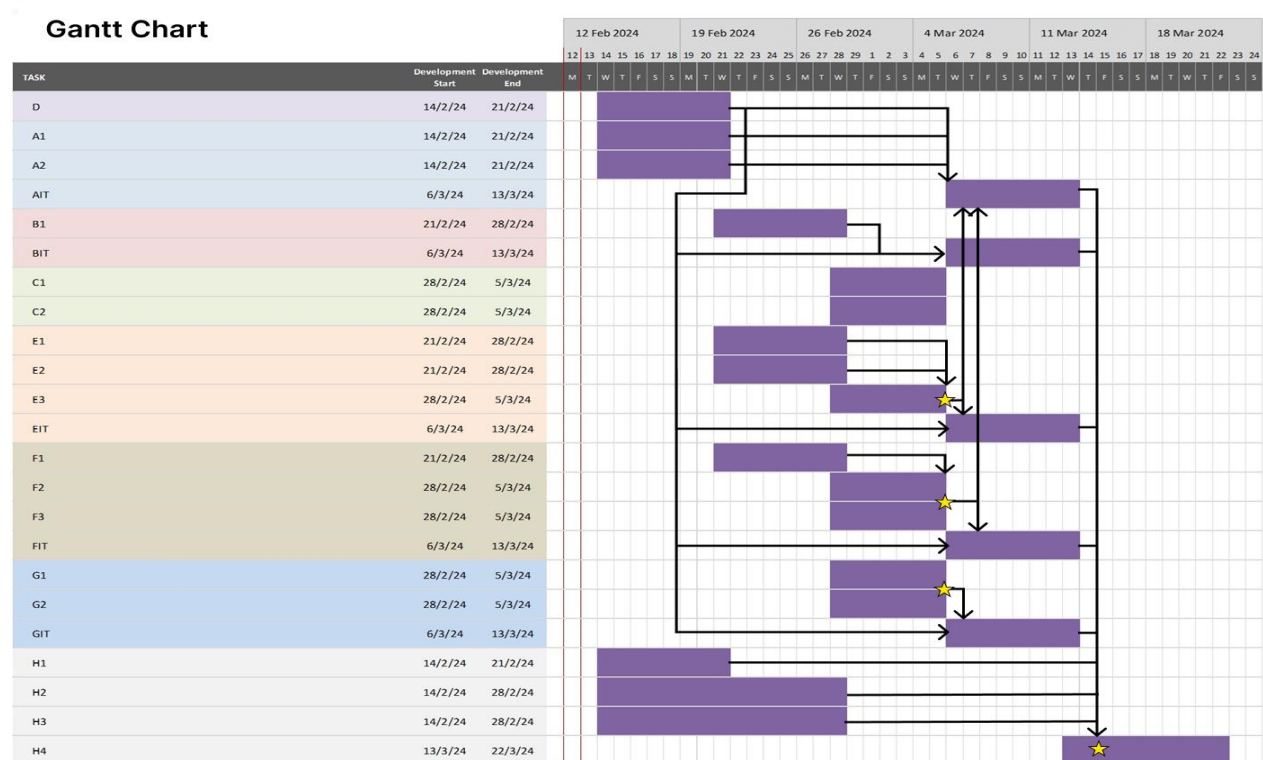 Gantt Chart
12 Feb 2024 19 Feb 2024 26 Feb 2024 4 Mar 2024 11 Mar 2024 18 Mar 2024
12 13 14 15 16 17 18 19 20 21 22 23 24 25 26 27 28 29 1 2 3 4 5 6 7 8 9 10 11 12 13 14 15 16 17 18 19 20 21 22 23 24
TASK Development Start Development End M T W T F S S M T W T F S S M T W T F S S M T W T F S S M T W T F S S M T W T F S S
D 14/2/24 21/2/24
A1 14/2/24 21/2/24
A2 14/2/24 21/2/24
AIT 6/3/24 13/3/24
B1 21/2/24 28/2/24
BIT 6/3/24 13/3/24
C1 28/2/24 5/3/24
C2 28/2/24 5/3/24
E1 21/2/24 28/2/24
E2 21/2/24 28/2/24
E3 28/2/24 5/3/24
EIT 6/3/24 13/3/24
F1 21/2/24 28/2/24
F2 28/2/24 5/3/24
F3 28/2/24 5/3/24
FIT 6/3/24 13/3/24
G1 28/2/24 5/3/24
G2 28/2/24 5/3/24
GIT 6/3/24 13/3/24
H1 14/2/24 21/2/24
H2 14/2/24 28/2/24
H3 14/2/24 28/2/24
H4 13/3/24 22/3/24